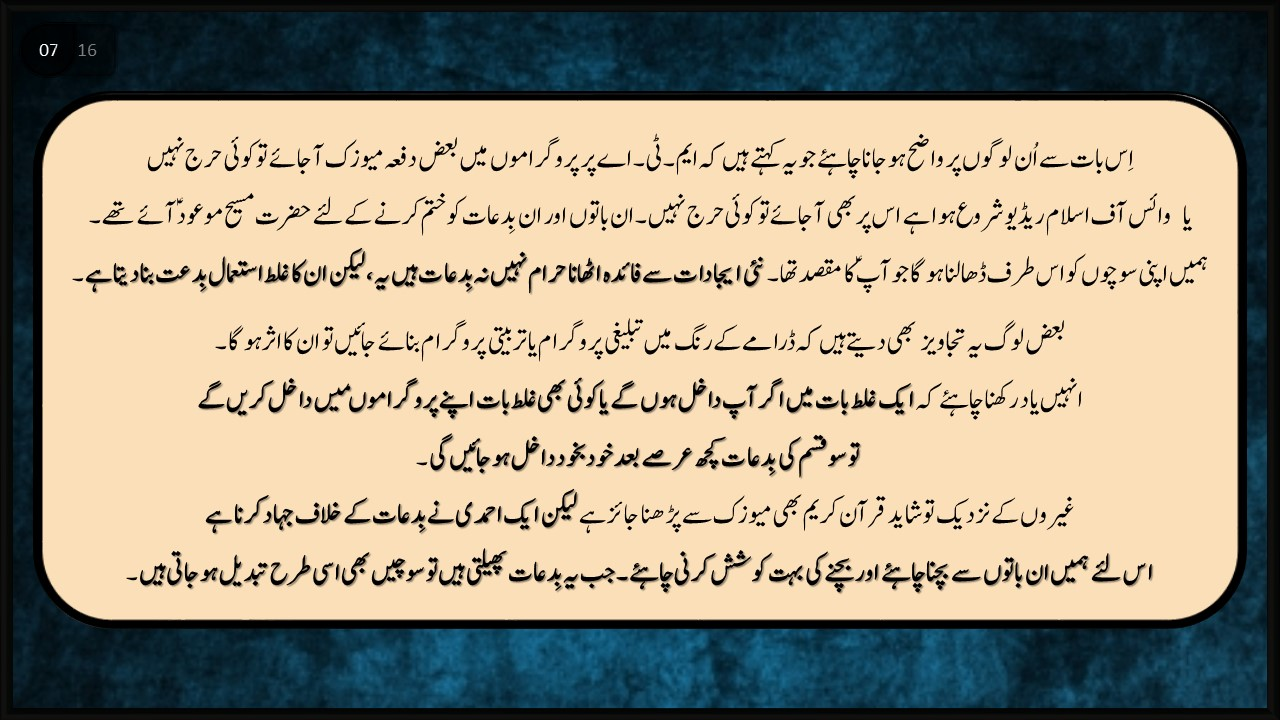 07 16
اِس بات سے اُن لوگوں پر واضح ہو جانا چاہئے جو یہ کہتے ہیں کہ ایم۔ٹی۔اے پر پروگراموں میں بعض دفعہ میوزک آجائے تو کوئی حرج نہیں
یا وائس آف اسلام ریڈیو شروع ہوا ہے اس پر بھی آجائے تو کوئی حرج نہیں۔ان باتوں اور ان بِدعات کو ختم کرنے کے لئے حضرت مسیح موعودؑ آئے تھے۔
ہمیں اپنی سوچوں کو اس طرف ڈھالنا ہو گا جو آپؑ کا مقصد تھا۔ نئی ایجادات سے فائدہ اٹھانا حرام نہیں نہ بِدعات ہیں یہ، لیکن ان کا غلط استعمال بِدعت بنا دیتا ہے۔
بعض لوگ یہ تجاویز بھی دیتے ہیں کہ ڈرامے کے رنگ میں تبلیغی پروگرام یا تربیتی پروگرام بنائے جائیں تو ان کا اثر ہو گا۔
انہیں یاد رکھنا چاہئے کہ ایک غلط بات میں اگر آپ داخل ہوں گے یا کوئی بھی غلط بات اپنے پروگراموں میں داخل کریں گے
تو سو قسم کی بِدعات کچھ عرصے بعد خود بخود داخل ہو جائیں گی۔
غیروں کے نزدیک تو شاید قرآن کریم بھی میوزک سے پڑھنا جائز ہے لیکن ایک احمدی نے بِدعات کے خلاف جہاد کرنا ہے
اس لئے ہمیں ان باتوں سے بچنا چاہئے اور بچنے کی بہت کوشش کرنی چاہئے۔جب یہ بِدعات پھیلتی ہیں تو سوچیں بھی اسی طرح تبدیل ہو جاتی ہیں۔